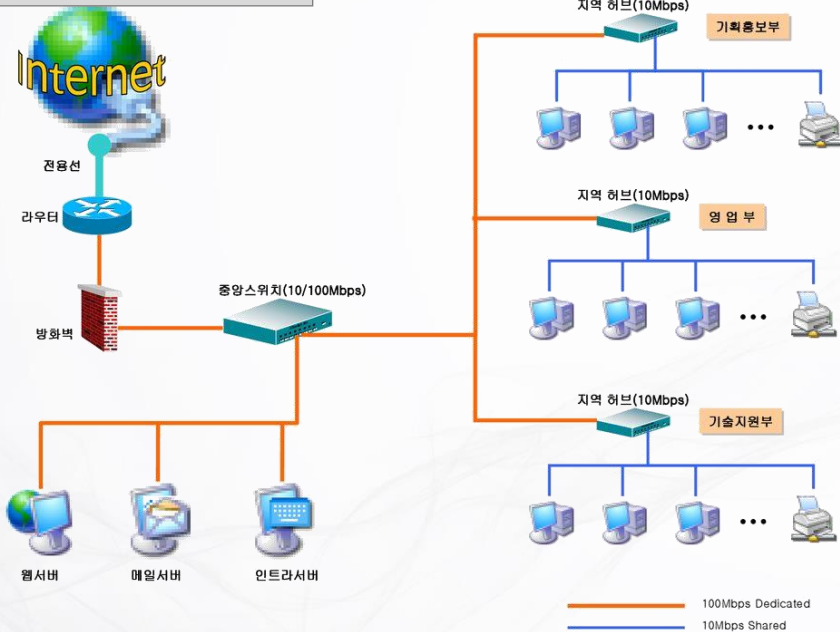 Internet
전용선
라우터
방화벽
중앙스위치(10/100Mbps)
웹서버
메일서버
인트라서버
지역 허브(10Mbps)
기획홍보부
지역 허브(10Mbps)
영 업 부
지역 허브(10Mbps)
기술지원부
100Mbps Dedicated
10Mbps Shared